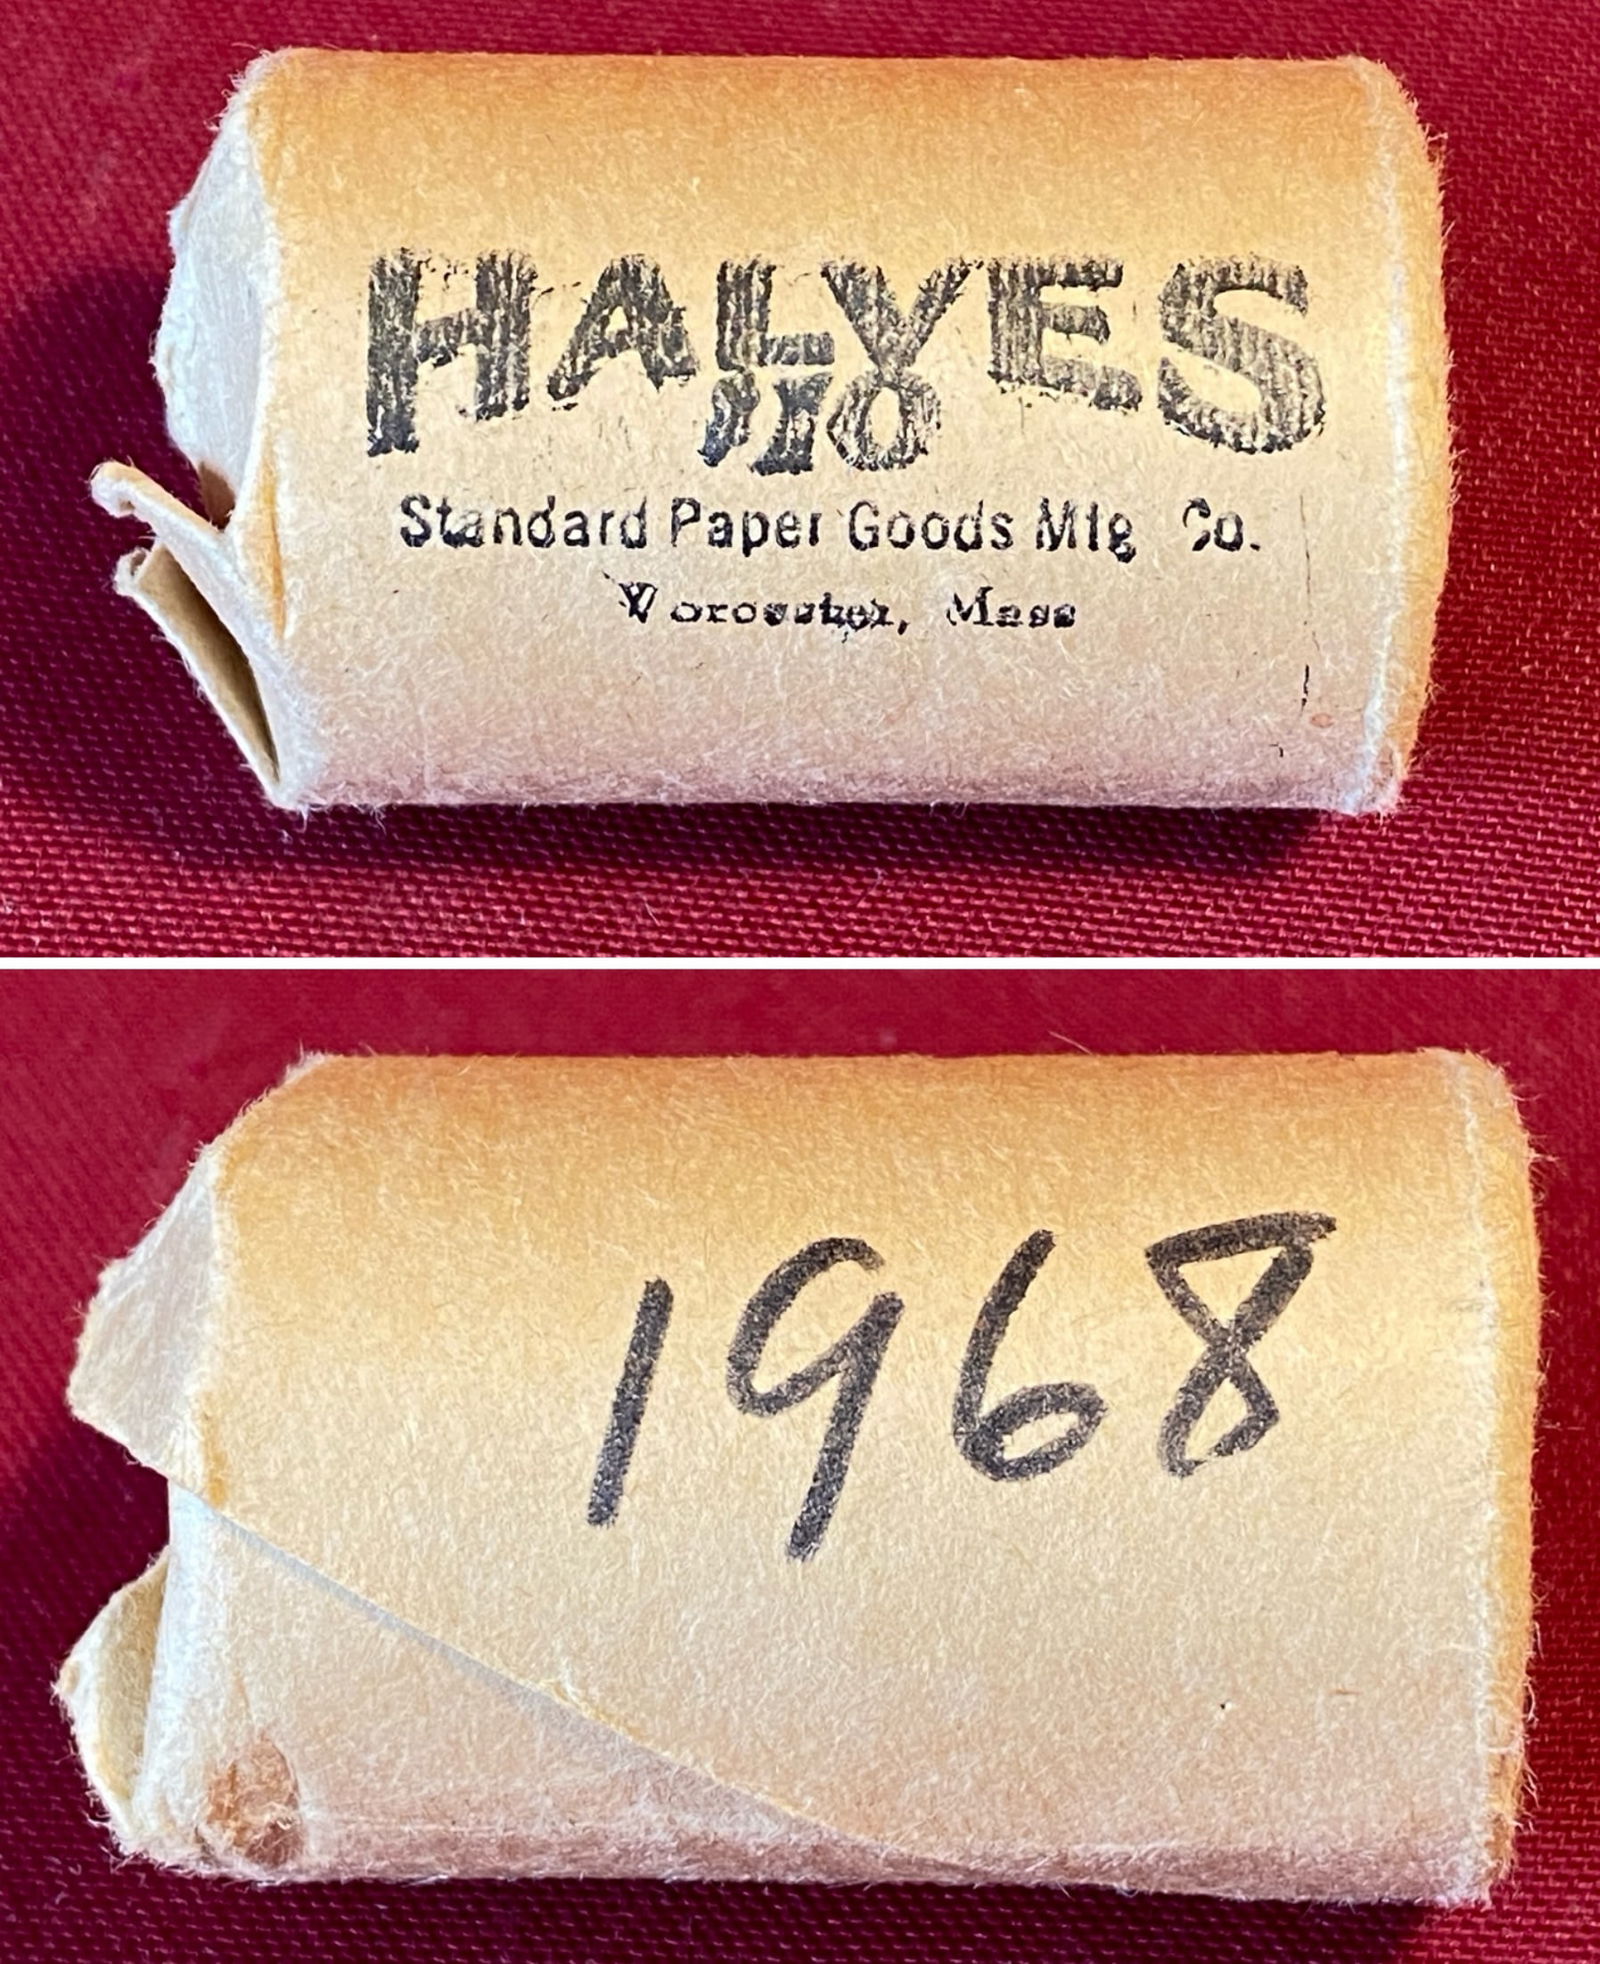 HALVES
$10
Standard Paper Goods Mfg Co.
Worcester, Mass
1968